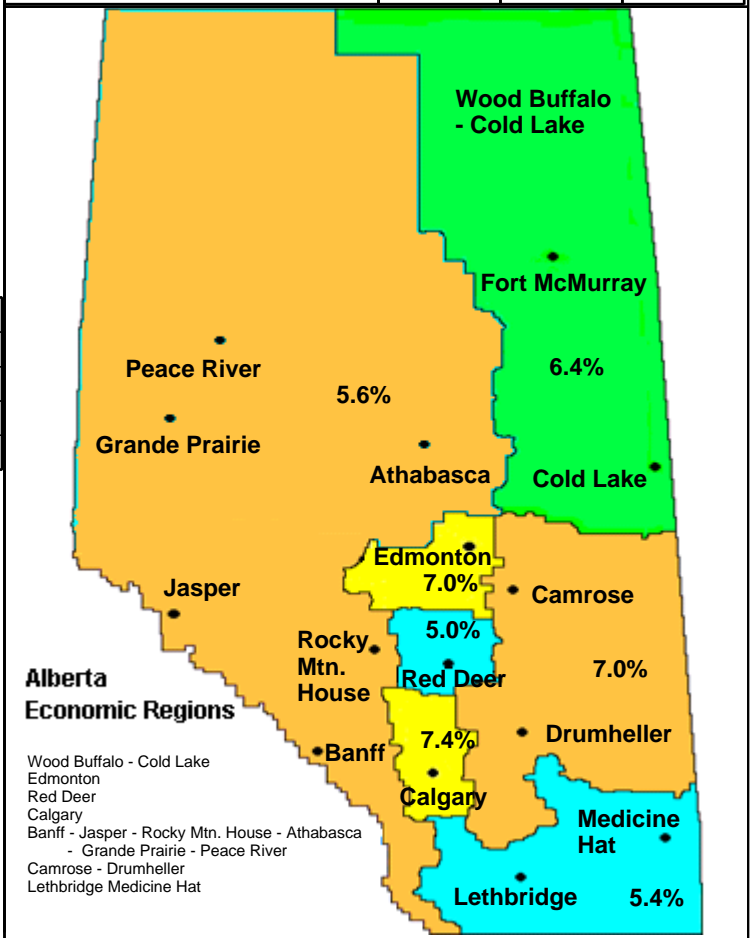 Wood Buffalo
- Cold Lake
Fort McMurray
6.4%
Peace River
5.6%
Grande Prairie
Athabasca
Cold Lake
Edmonton
7.0%
Jasper
Camrose
5.0%
Rocky
Mtn.
House
Red Deer
7.0%
Alberta
Economic Regions
7.4%
Drumheller
Banff
Calgary
Wood Buffalo - Cold Lake
Edmonton
Red Deer
Calgary
Banff - Jasper - Rocky Mtn. House - Athabasca
- Grande Prairie - Peace River
Camrose - Drumheller
Lethbridge Medicine Hat
Medicine
Hat
Lethbridge
5.4%